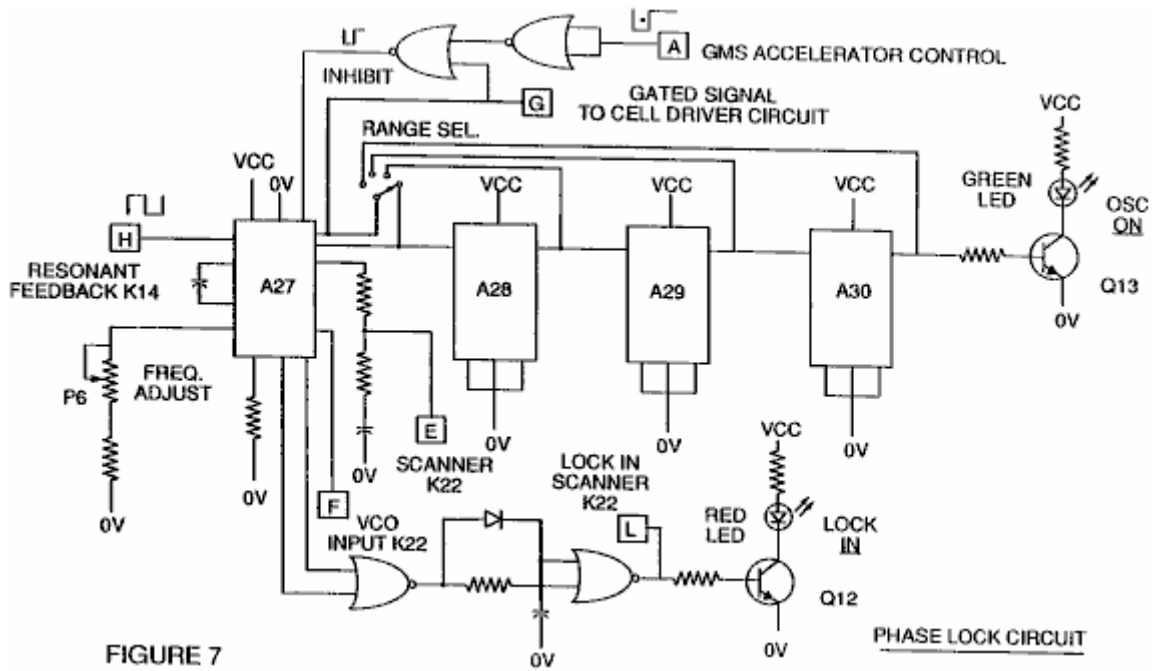 A
GMS ACCELERATOR CONTROL
INHIBIT
G
GATED SIGNAL
TO CELL DRIVER CIRCUIT
RANGE SEL.
VCC
0V
VCC
VCC
VCC
VCC
GREEN
LED
OSC
ON
Q13
0V
H
RESONANT
FEEDBACK K14
A27
A28
A29
A30
P6
FREQ.
ADJUST
0V
0V
0V
E
SCANNER
K22
0V
0V
0V
F
VCO
INPUT K22
LOCK IN
SCANNER
K22
L
VCC
RED
LED
LOCK
IN
Q12
0V
0V
FIGURE 7
PHASE LOCK CIRCUIT